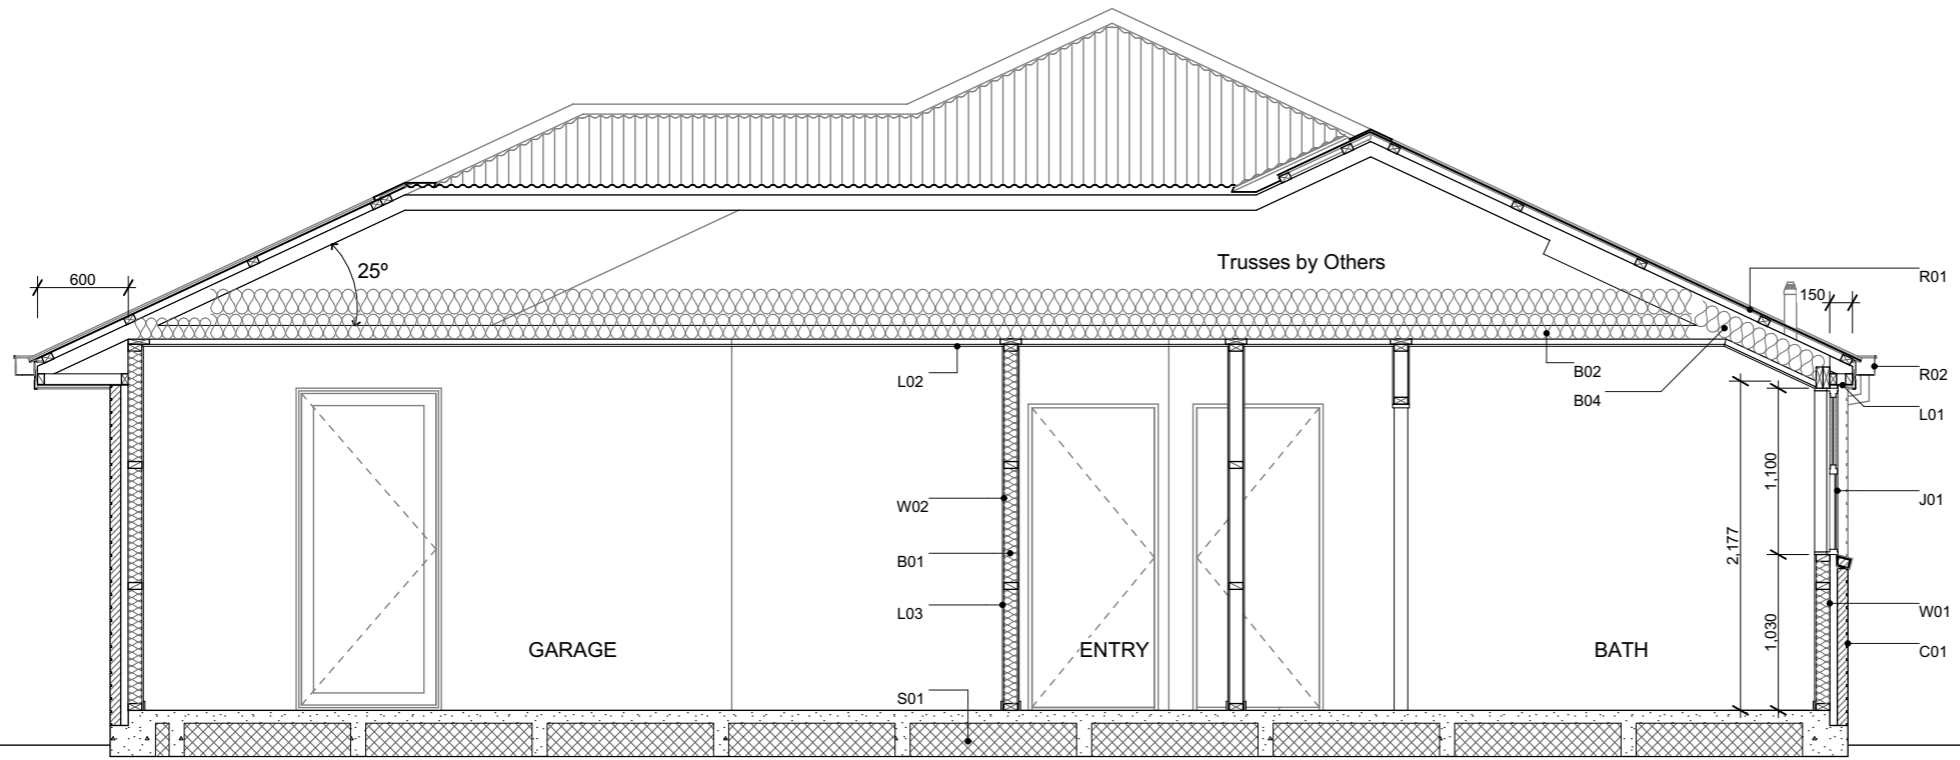 Trusses by Others
25º
600
R01
150
L02
B02
B04
R02
L01
1,100
J01
W02
2,177
B01
L03
W01
1,030
GARAGE
ENTRY
BATH
C01
S01